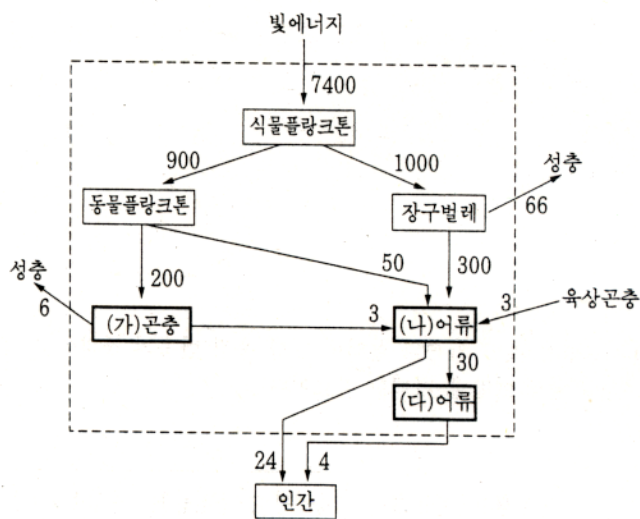 빛에너지
7400
식물플랑크톤
900
1000
성충
동물플랑크톤
장구벌레
66
성충
200
50
300
육상곤충
6
(가)곤충
3
(나)어류
3
30
(다)어류
24
4
인간